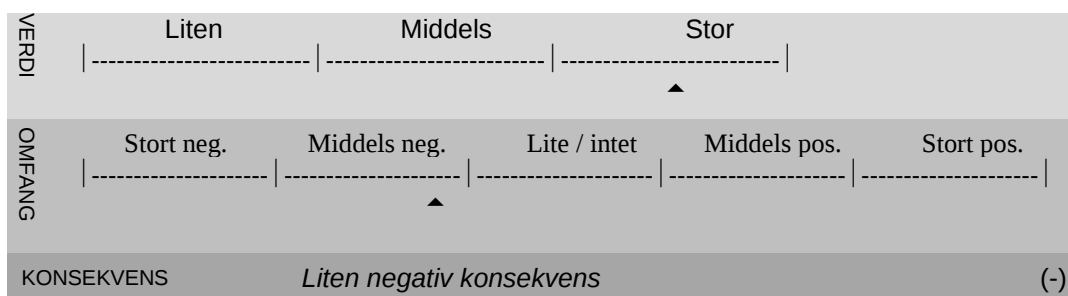 VERDI
Liten Middels Stor
|--------------------------|--------------------------|--------------------------|
OMFANG
Stort neg. Middels neg. Lite / intet Middels pos. Stort pos.
|---------------------|---------------------|---------------------|---------------------|---------------------|
KONSEKVENS Liten negativ konsekvens (-)